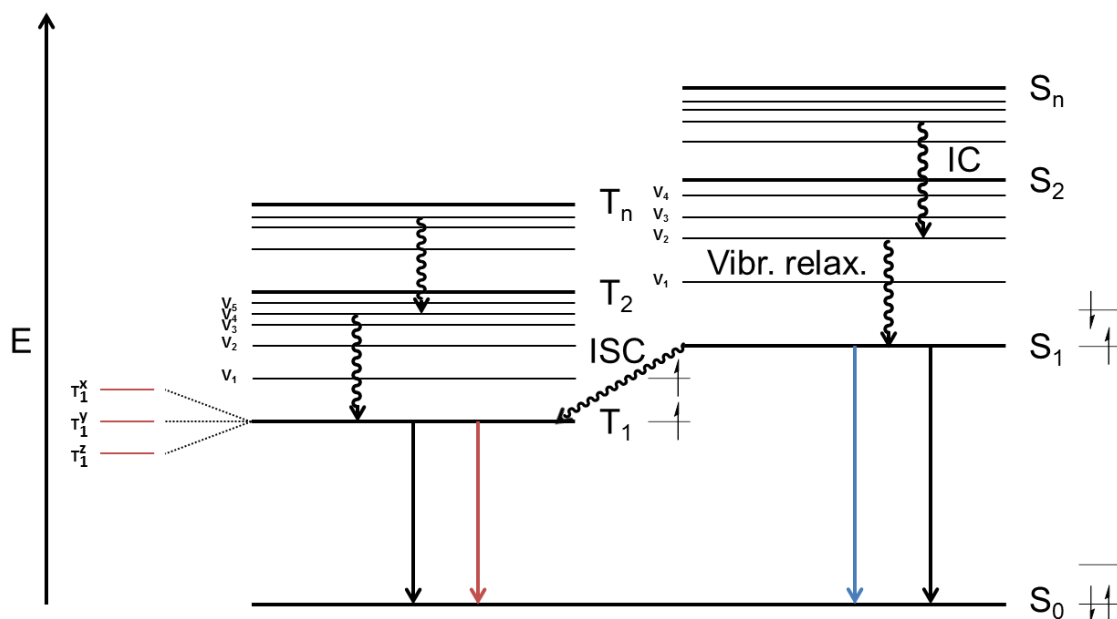 Sₙ
IC
S₂
V₄
V₃
V₂
Vibr. relax.
V₁
Tₙ
T₂
V₅
V₄
V₃
V₂
V₁
E
ISC
S₁
T₁ˣ
T₁ʸ
T₁ᶻ
T₁
S₀